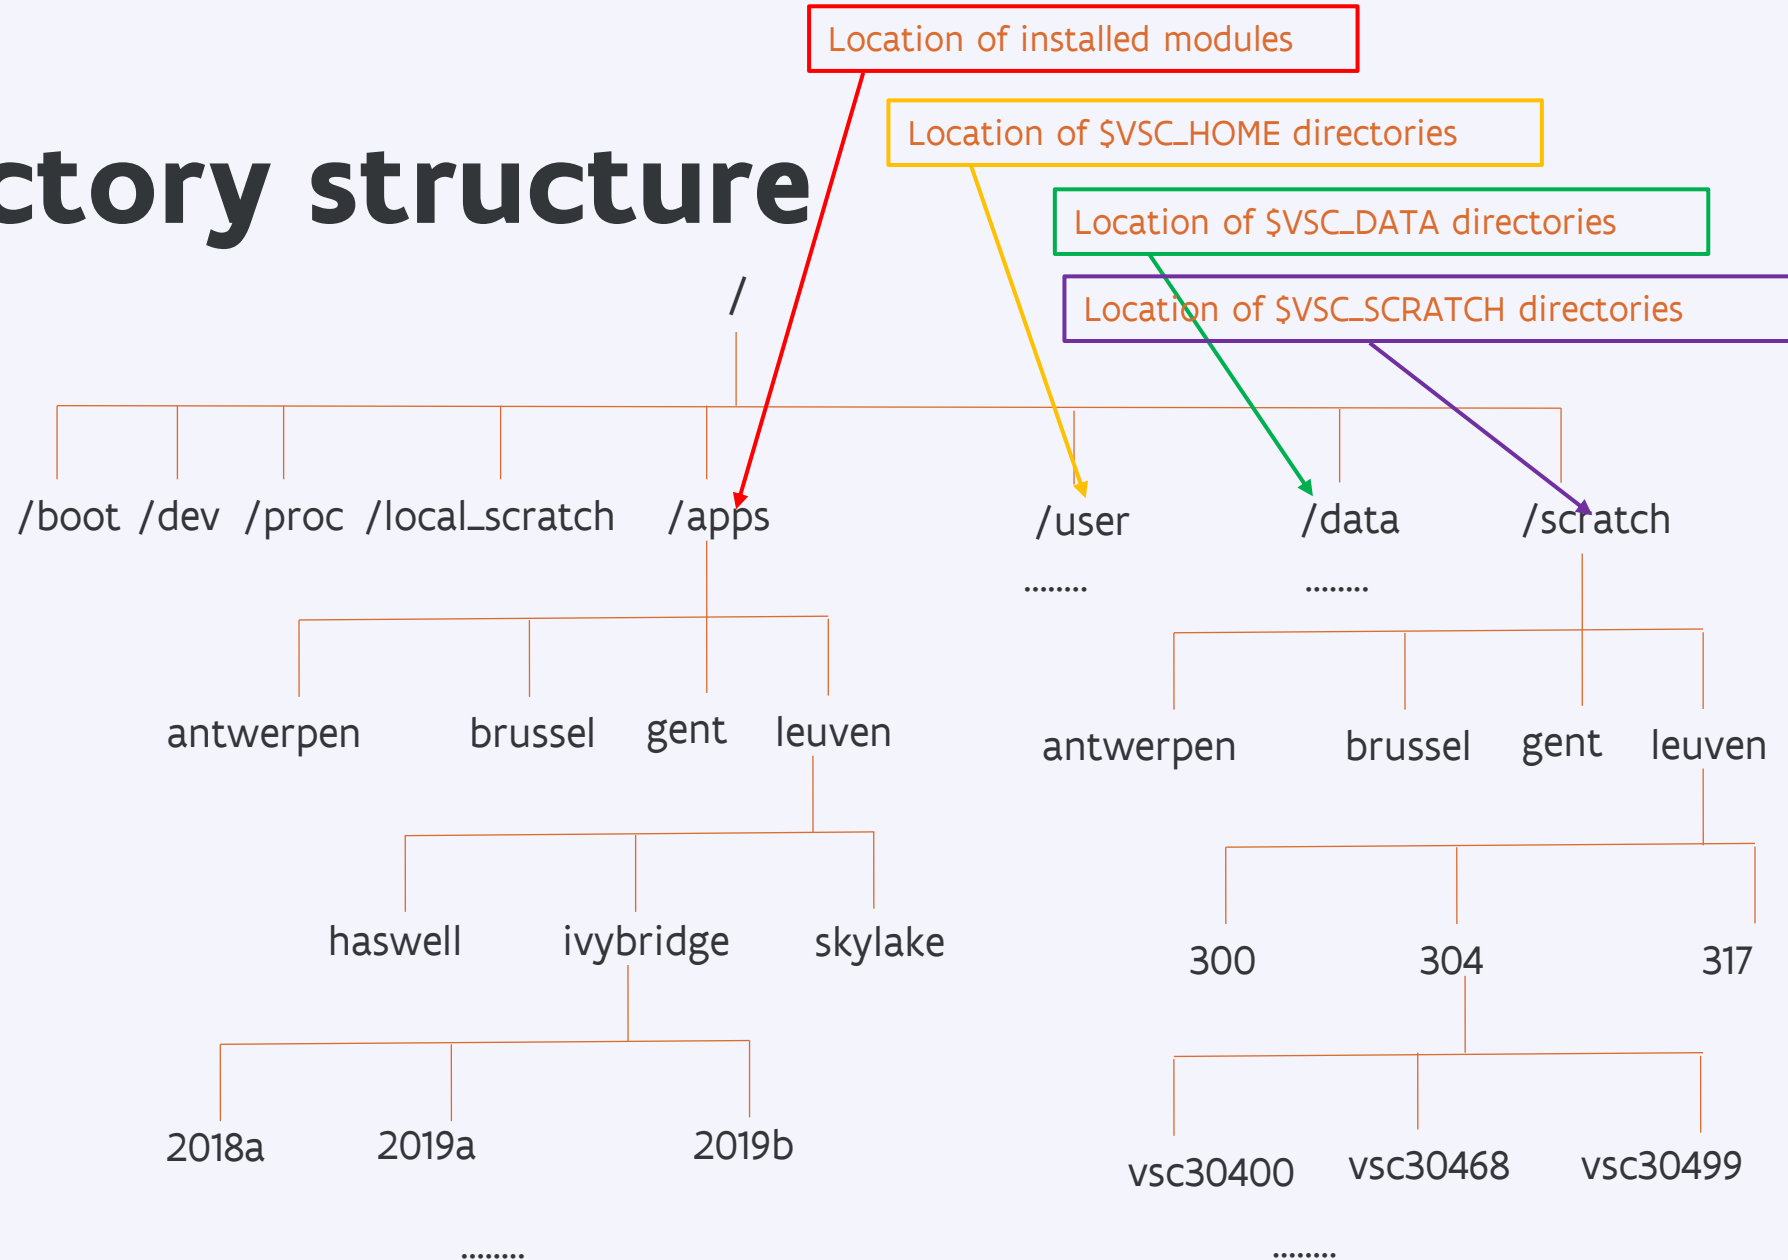 Location of installed modules
Location of $VSC_HOME directories
ctory structure
Location of $VSC_DATA directories
/
Location of $VSC_SCRATCH directories
/boot /dev /proc /local_scratch /apps /user /data /scratch
........ ........
antwerpen brussel gent leuven antwerpen brussel gent leuven
haswell ivybridge skylake 300 304 317
2018a 2019a 2019b vsc30400 vsc30468 vsc30499
........ ........